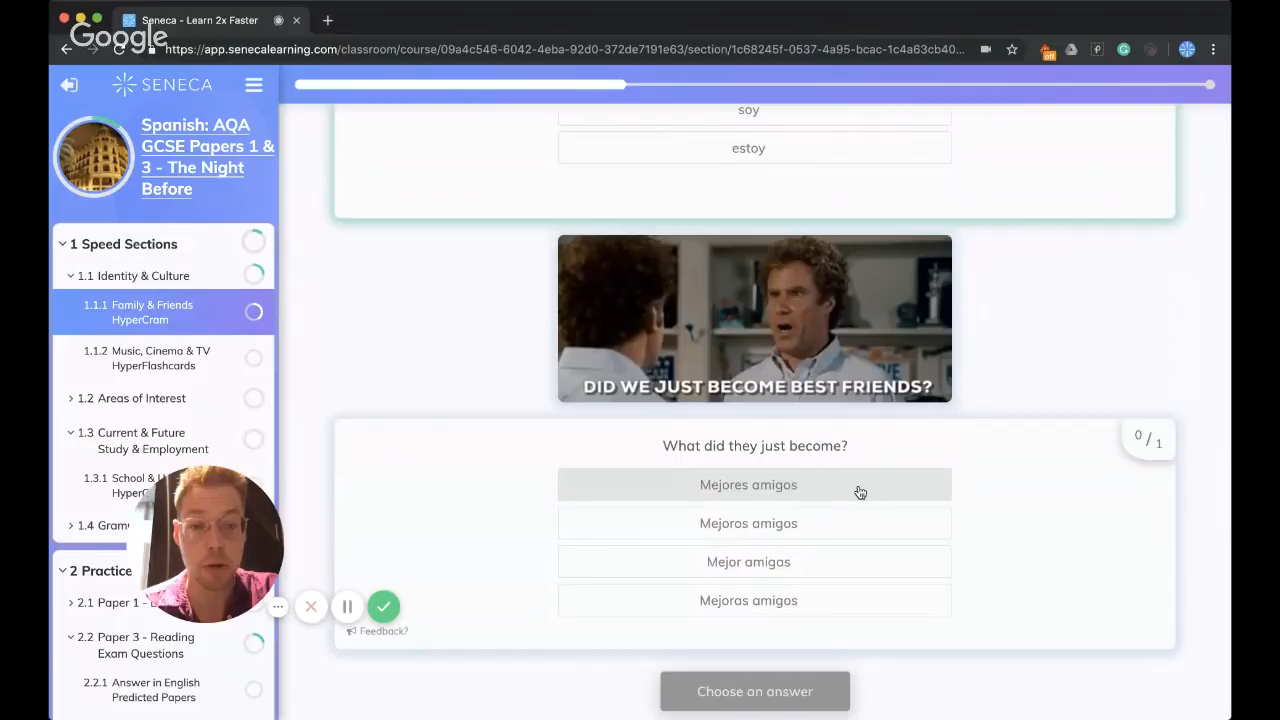 Seneca - Learn 2x Faster
Google
https://app.senecalearning.com/classroom/course/09a4c546-6042-4eba-92d0-372de7191e63/section/1c68245f-0537-4a95-bcac-1c4a63cb40...
off
SENECA
Spanish: AQA
GCSE Papers 1 &
3 - The Night
Before
1 Speed Sections
1.1 Identity & Culture
1.1.1 Family & Friends
HyperCram
1.1.2 Music, Cinema & TV
HyperFlashcards
1.2 Areas of Interest
1.3 Current & Future
Study & Employment
1.3.1 School &
Hyper
1.4 Gram
2 Practice
2.1 Paper 1 -
2.2 Paper 3 - Reading
Exam Questions
2.2.1 Answer in English
Predicted Papers
soy
estoy
DID WE JUST BECOME BEST FRIENDS?
What did they just become?
0 / 1
Mejores amigos
Mejoros amigos
Mejor amigas
Mejoras amigos
Feedback?
Choose an answer